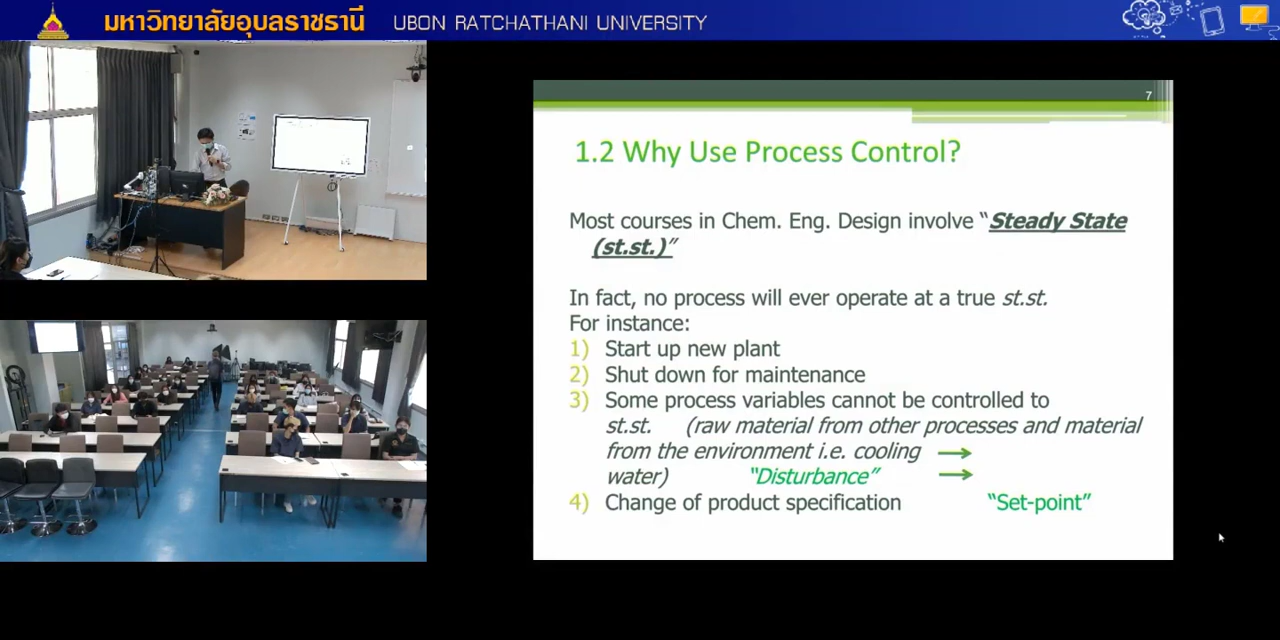 มหาวิทยาลัยอุบลราชธานี UBON RATCHATHANI UNIVERSITY
7
1.2 Why Use Process Control?
Most courses in Chem. Eng. Design involve “Steady State
(st.st.)”
In fact, no process will ever operate at a true st.st.
For instance:
1) Start up new plant
2) Shut down for maintenance
3) Some process variables cannot be controlled to
st.st. (raw material from other processes and material
from the environment i.e. cooling
water) “Disturbance”
4) Change of product specification “Set-point”